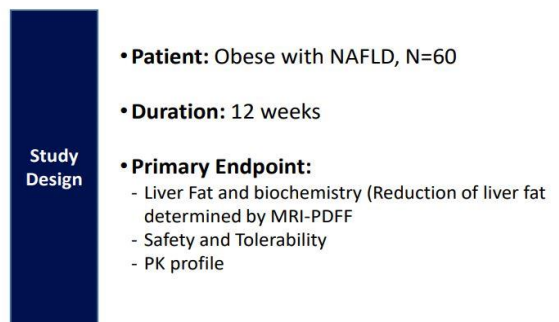 Study
Design
• Patient: Obese with NAFLD, N=60
• Duration: 12 weeks
• Primary Endpoint:
- Liver Fat and biochemistry (Reduction of liver fat
determined by MRI-PDFF
- Safety and Tolerability
- PK profile